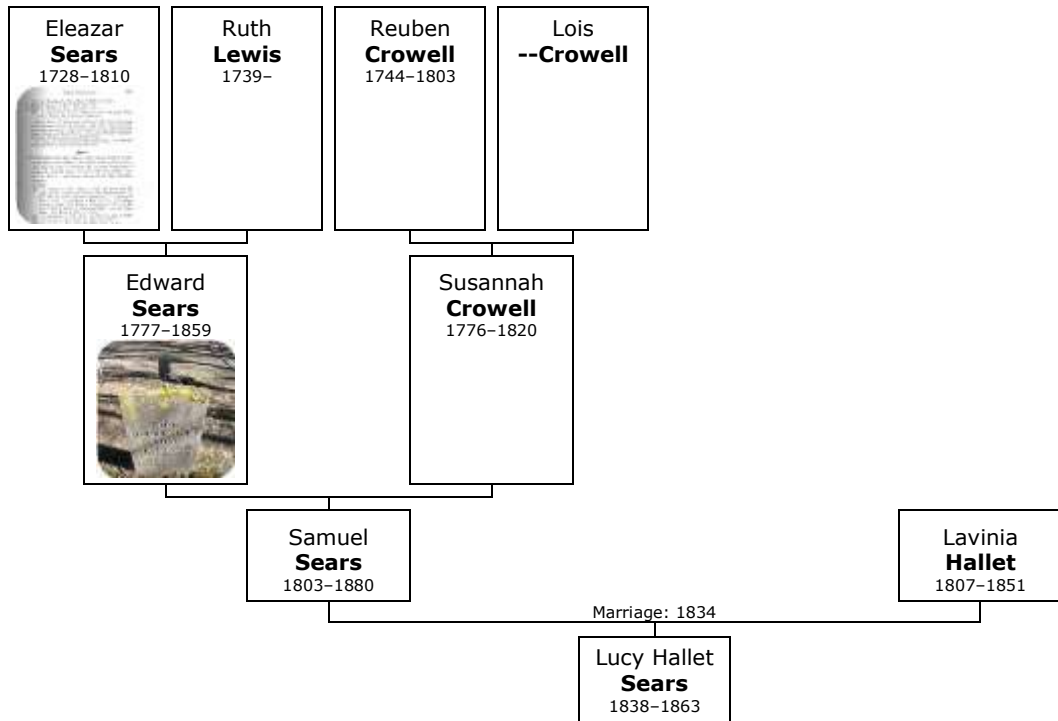 Eleazar
Sears
1728–1810
Ruth
Lewis
1739–
Reuben
Crowell
1744–1803
Lois
--Crowell
Edward
Sears
1777–1859
Susannah
Crowell
1776–1820
Samuel
Sears
1803–1880
Lavinia
Hallet
1807–1851
Marriage: 1834
Lucy Hallet
Sears
1838–1863